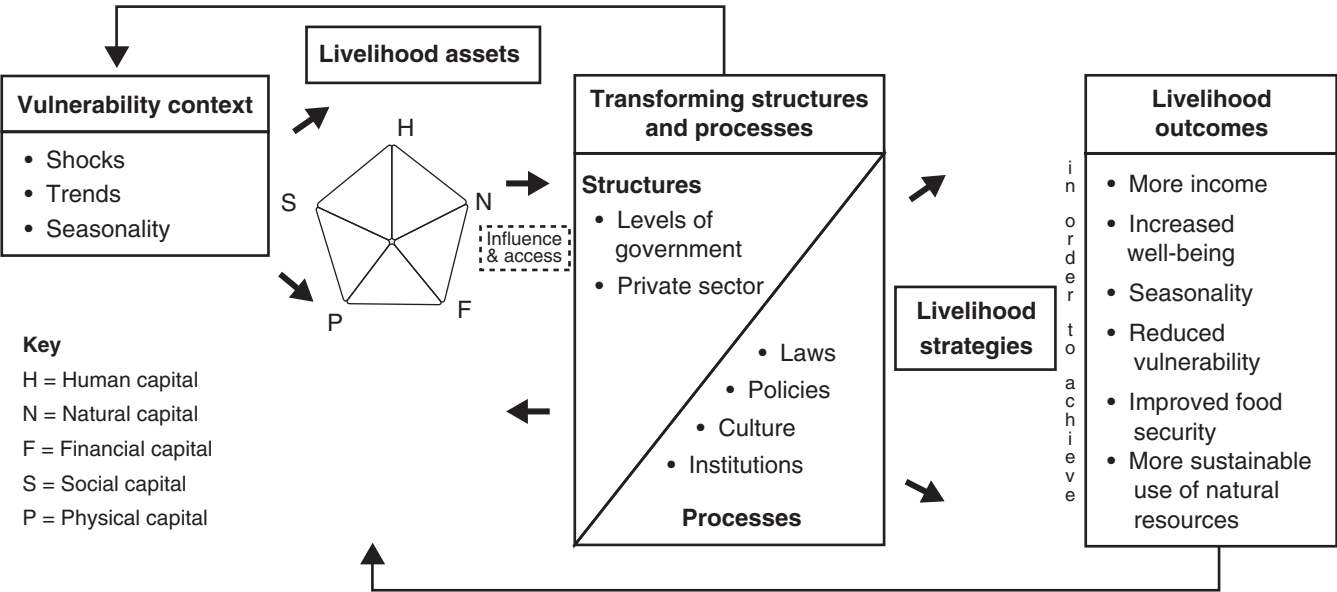 Livelihood assets
Vulnerability context
• Shocks
• Trends
• Seasonality
H
S
N
P
F
Influence
& access
Key
H = Human capital
N = Natural capital
F = Financial capital
S = Social capital
P = Physical capital
Transforming structures
and processes
Structures
• Levels of
government
• Private sector
• Laws
• Policies
• Culture
• Institutions
Processes
Livelihood
strategies
in order to achieve
Livelihood
outcomes
• More income
• Increased
well-being
• Seasonality
• Reduced
vulnerability
• Improved food
security
• More sustainable
use of natural
resources